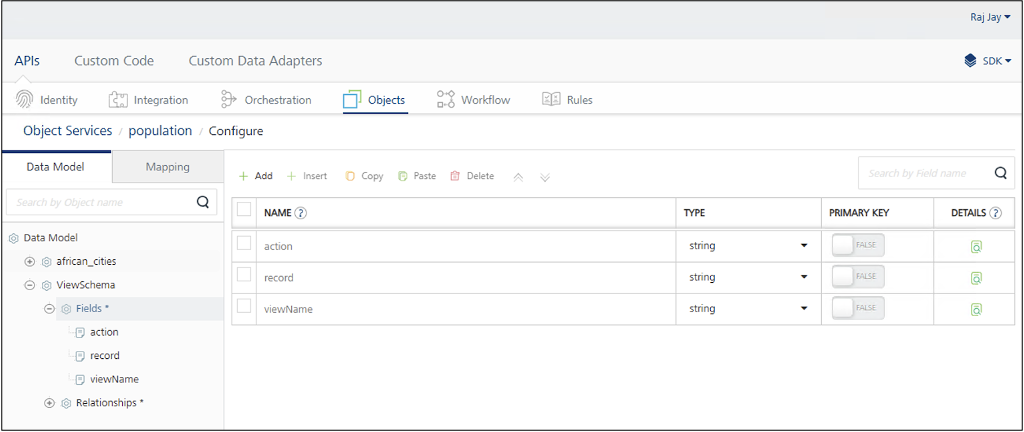 Raj Jay
APIs Custom Code Custom Data Adapters SDK
Identity Integration Orchestration Objects Workflow Rules
Object Services / population / Configure
Data Model Mapping
Add Insert Copy Paste Delete Search by Field name
Search by Object name
NAME ? TYPE PRIMARY KEY DETAILS ?
Data Model
action string FALSE
african_cities
record string FALSE
ViewSchema
Fields *
viewName string FALSE
action
record
viewName
Relationships *